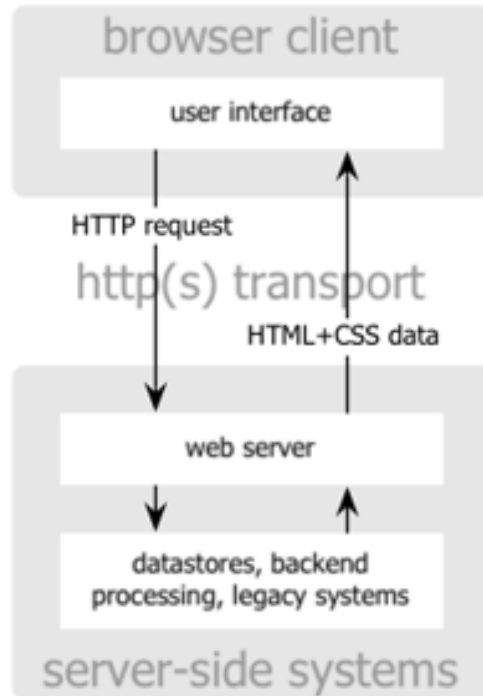 browser client
user interface
HTTP request
http(s) transport
HTML+CSS data
web server
datastores, backend
processing, legacy systems
server-side systems